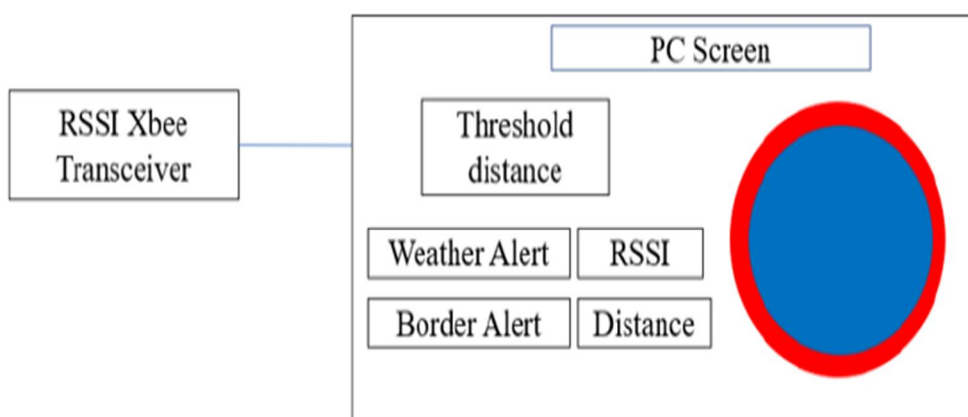 PC Screen
RSSI Xbee
Transceiver
Threshold
distance
Weather Alert
RSSI
Border Alert
Distance